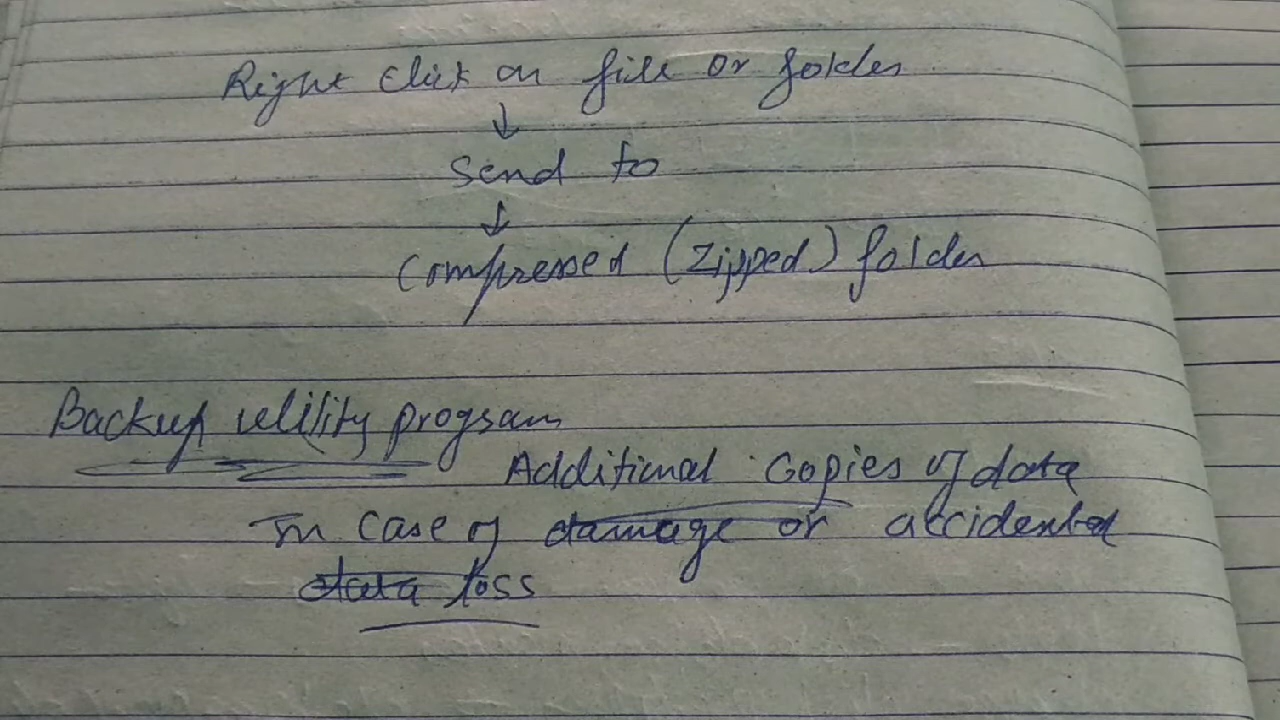 Right click on file or folder
↓
Send to
↓
Compressed (Zipped) folder
Backup utility program
Additional Copies of data
In case of damage or accidental
data loss